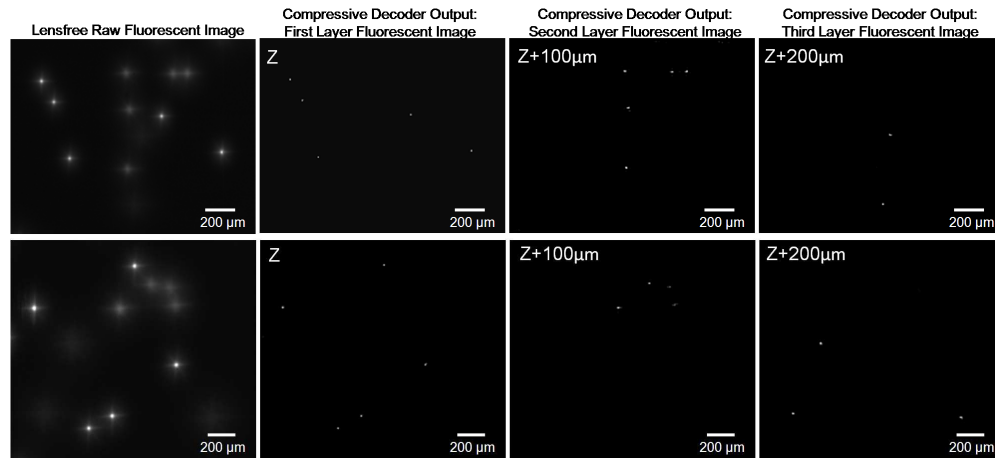 Lensfree Raw Fluorescent Image
Compressive Decoder Output:
First Layer Fluorescent Image
Compressive Decoder Output:
Second Layer Fluorescent Image
Compressive Decoder Output:
Third Layer Fluorescent Image
Z
Z+100µm
Z+200µm
200 µm
200 µm
200 µm
200 µm
Z
Z+100µm
Z+200µm
200 µm
200 µm
200 µm
200 µm